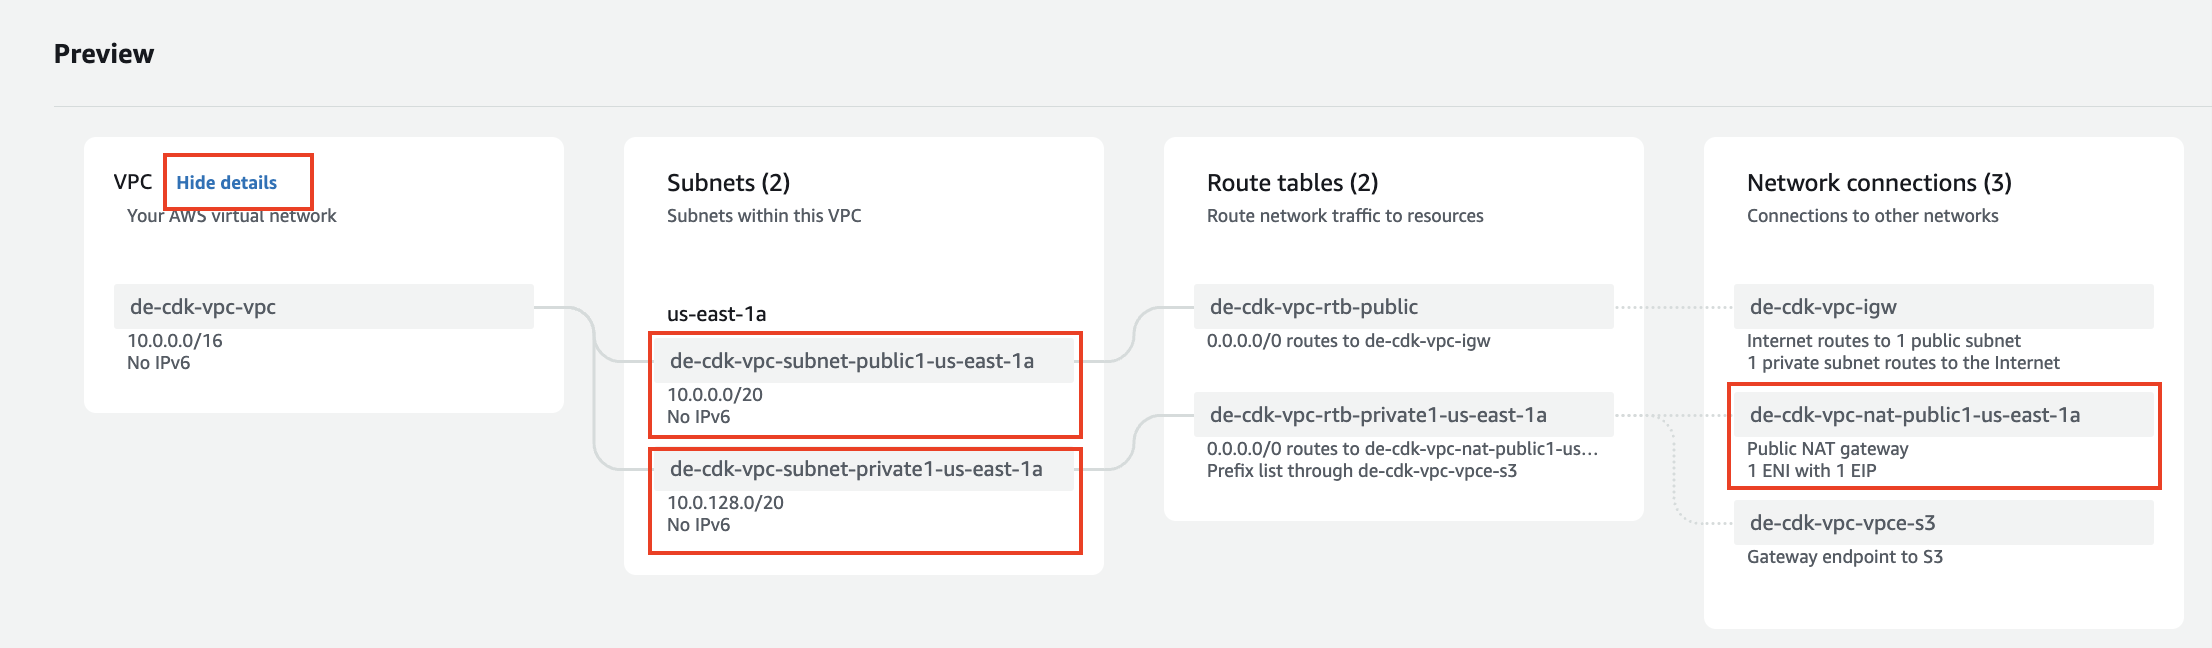 Preview
VPC Hide details
Your AWS virtual network
de-cdk-vpc-vpc
10.0.0.0/16
No IPv6
Subnets (2)
Subnets within this VPC
us-east-1a
de-cdk-vpc-subnet-public1-us-east-1a
10.0.0.0/20
No IPv6
de-cdk-vpc-subnet-private1-us-east-1a
10.0.128.0/20
No IPv6
Route tables (2)
Route network traffic to resources
de-cdk-vpc-rtb-public
0.0.0.0/0 routes to de-cdk-vpc-igw
de-cdk-vpc-rtb-private1-us-east-1a
0.0.0.0/0 routes to de-cdk-vpc-nat-public1-us...
Prefix list through de-cdk-vpc-vpce-s3
Network connections (3)
Connections to other networks
de-cdk-vpc-igw
Internet routes to 1 public subnet
1 private subnet routes to the Internet
de-cdk-vpc-nat-public1-us-east-1a
Public NAT gateway
1 ENI with 1 EIP
de-cdk-vpc-vpce-s3
Gateway endpoint to S3